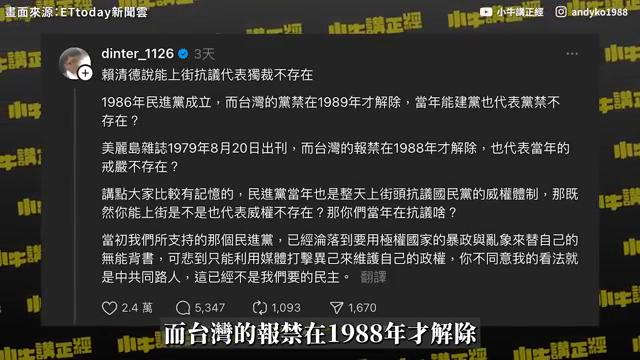 畫面來源:ETtoday新聞雲
小牛講正經
andyko1988
小牛講正經
dinter_1126 3天
賴清德說能上街抗議代表獨裁不存在
1986年民進黨成立,而台灣的黨禁在1989年才解除,當年能建黨也代表黨禁不
存在?
美麗島雜誌1979年8月20日出刊,而台灣的報禁在1988年才解除,也代表當年的
戒嚴不存在?
講點大家比較有記憶的,民進黨當年也是整天上街頭抗議國民黨的威權體制,那既
然你能上街是不是也代表威權不存在?那你們當年在抗議啥?
當初我們所支持的那個民進黨,已經淪落到要用極權國家的暴政與亂象來替自己的
無能背書,可悲到只能利用媒體打擊異己來維護自己的政權,你不同意我的看法就
是中共同路人,這已經不是我們要的民主。 翻譯
2.4 萬 5,347 1,093 1,670
而台灣的報禁在1988年才解除